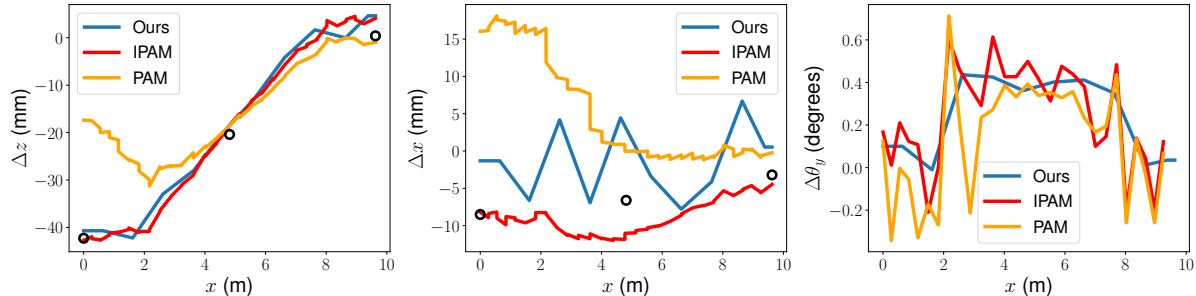 Δz (mm)
0
−10
−20
−30
−40
Ours
IPAM
PAM
0 2 4 6 8 10
x (m)
Δx (mm)
15
10
5
0
−5
−10
Ours
IPAM
PAM
0 2 4 6 8 10
x (m)
Δθ_y (degrees)
0.6
0.4
0.2
0.0
−0.2
Ours
IPAM
PAM
0 2 4 6 8 10
x (m)